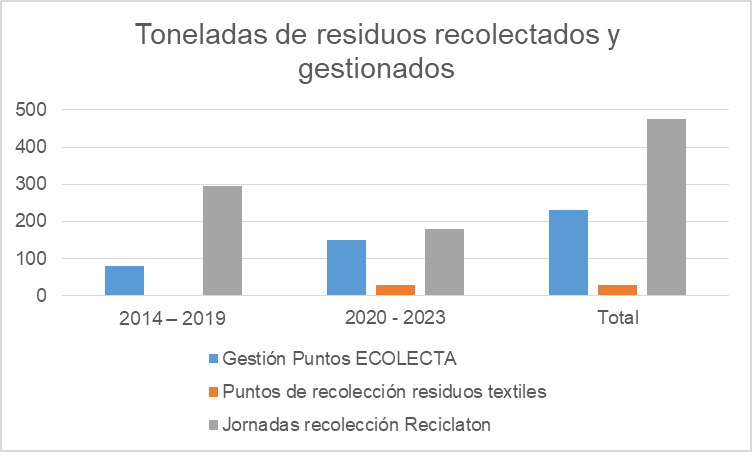 Toneladas de residuos recolectados y
gestionados
500
400
300
200
100
0
2014 – 2019
2020 - 2023
Total
Gestión Puntos ECOLECTA
Puntos de recolección residuos textiles
Jornadas recolección Reciclaton